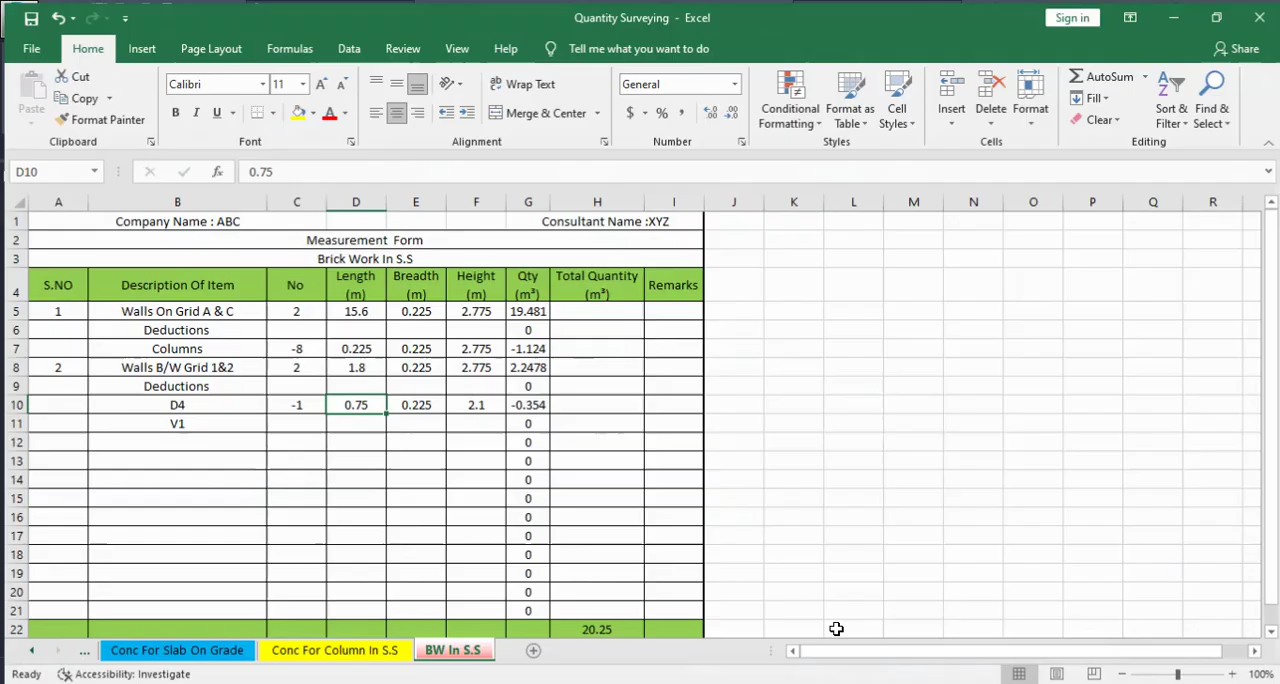 Quantity Surveying - Excel
Sign in
File Home Insert Page Layout Formulas Data Review View Help Tell me what you want to do Share
Paste
Cut
Copy
Format Painter
Clipboard
Calibri 11
B I U
Font
Wrap Text
Merge & Center
Alignment
General
$ % ,
Number
Conditional Formatting
Format as Table
Cell Styles
Styles
Insert
Delete
Format
Cells
AutoSum
Fill
Clear
Sort & Filter
Find & Select
Editing
D10 fx 0.75
A B C D E F G H I J K L M N O P Q R
1 Company Name : ABC Consultant Name :XYZ
2 Measurement Form
3 Brick Work In S.S
4 S.NO Description Of Item No Length (m) Breadth (m) Height (m) Qty (m³) Total Quantity (m³) Remarks
5 1 Walls On Grid A & C 2 15.6 0.225 2.775 19.481
6 Deductions 0
7 Columns -8 0.225 0.225 2.775 -1.124
8 2 Walls B/W Grid 1&2 2 1.8 0.225 2.775 2.2478
9 Deductions 0
10 D4 -1 0.75 0.225 2.1 -0.354
11 V1 0
12 0
13 0
14 0
15 0
16 0
17 0
18 0
19 0
20 0
21 0
22 20.25
... Conc For Slab On Grade Conc For Column In S.S BW In S.S
Ready Accessibility: Investigate 100%